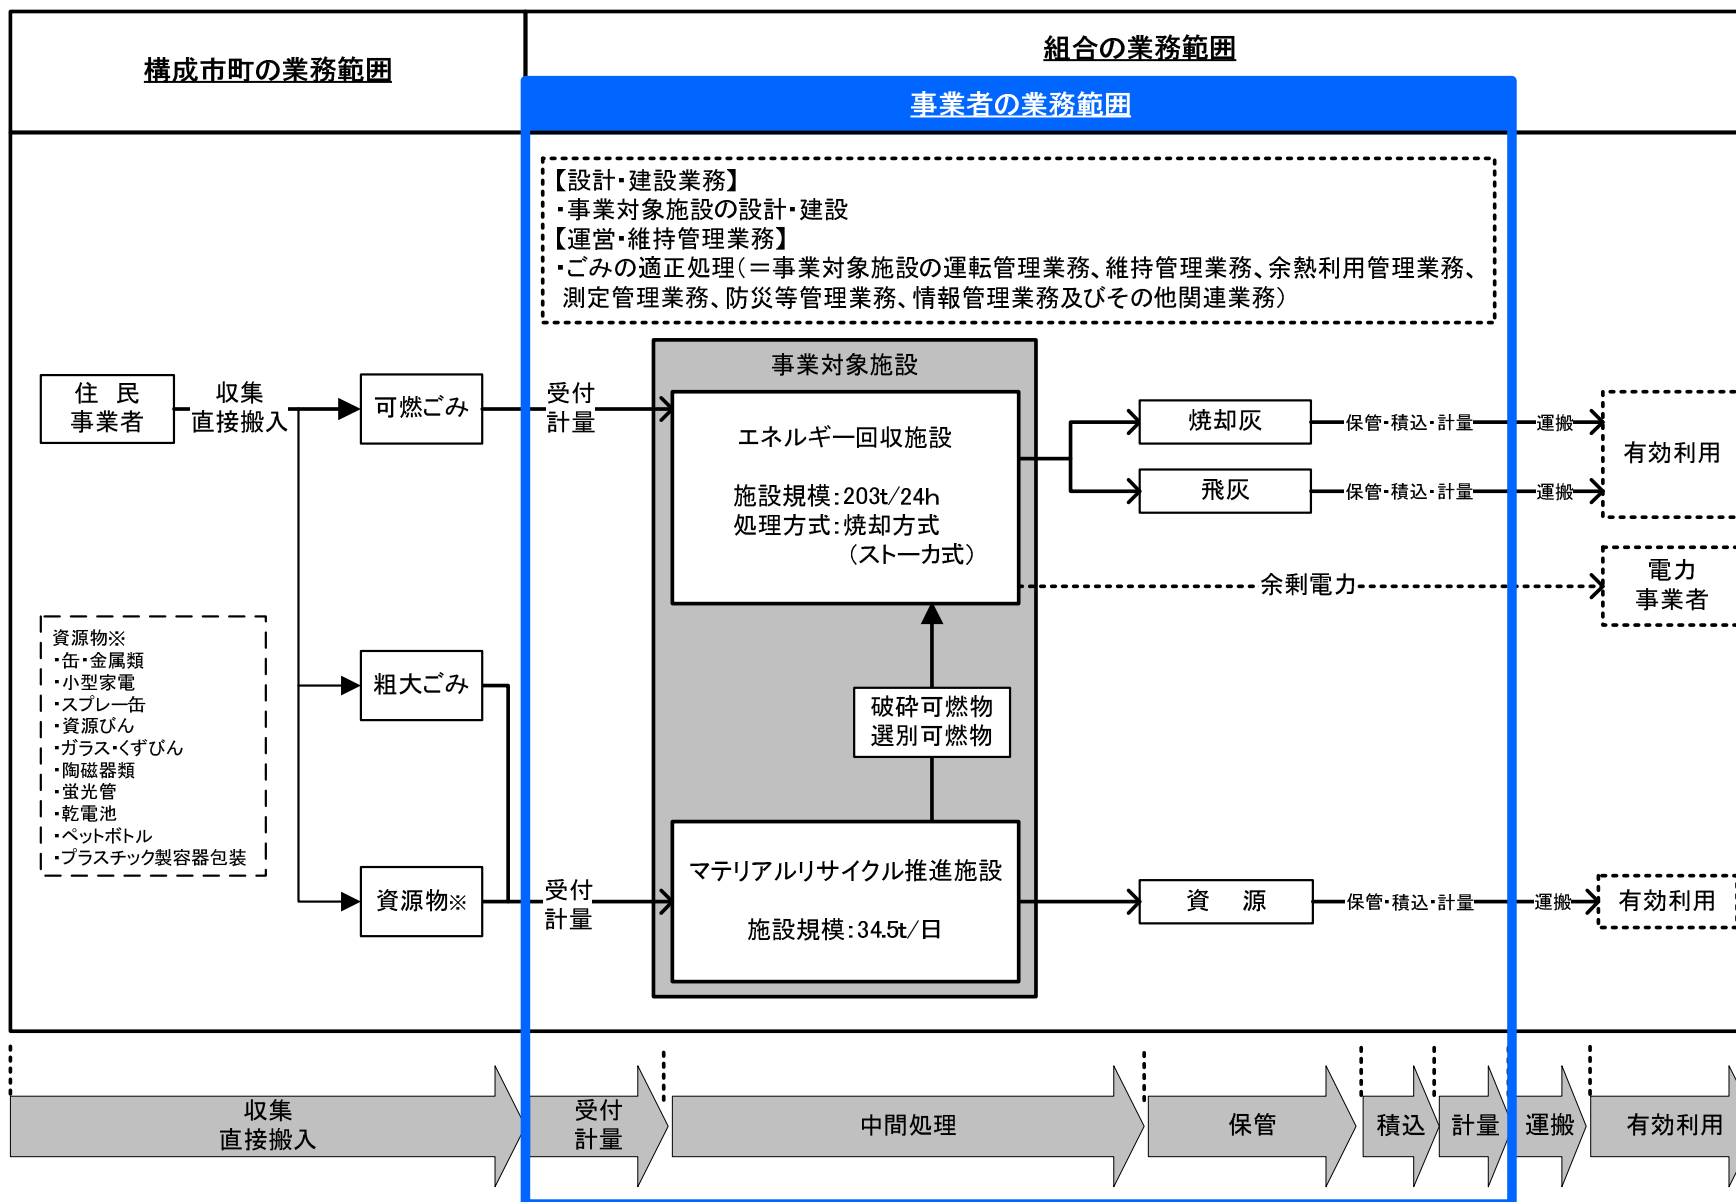 構成市町の業務範囲
組合の業務範囲
事業者の業務範囲
【設計・建設業務】
・事業対象施設の設計・建設
【運営・維持管理業務】
・ごみの適正処理(＝事業対象施設の運転管理業務、維持管理業務、余熱利用管理業務、
測定管理業務、防災等管理業務、情報管理業務及びその他関連業務)
住 民
事業者
収集
直接搬入
可燃ごみ
受付
計量
事業対象施設
エネルギー回収施設
施設規模：203t/24h
処理方式：焼却方式
(ストーカ式)
焼却灰
保管・積込・計量
運搬
飛灰
保管・積込・計量
運搬
有効利用
余剰電力
電力
事業者
資源物※
・缶・金属類
・小型家電
・スプレー缶
・資源びん
・ガラス・くずびん
・陶磁器類
・蛍光管
・乾電池
・ペットボトル
・プラスチック製容器包装
粗大ごみ
破砕可燃物
選別可燃物
資源物※
受付
計量
マテリアルリサイクル推進施設
施設規模：34.5t/日
資 源
保管・積込・計量
運搬
有効利用
収集
直接搬入
受付
計量
中間処理
保管
積込
計量
運搬
有効利用